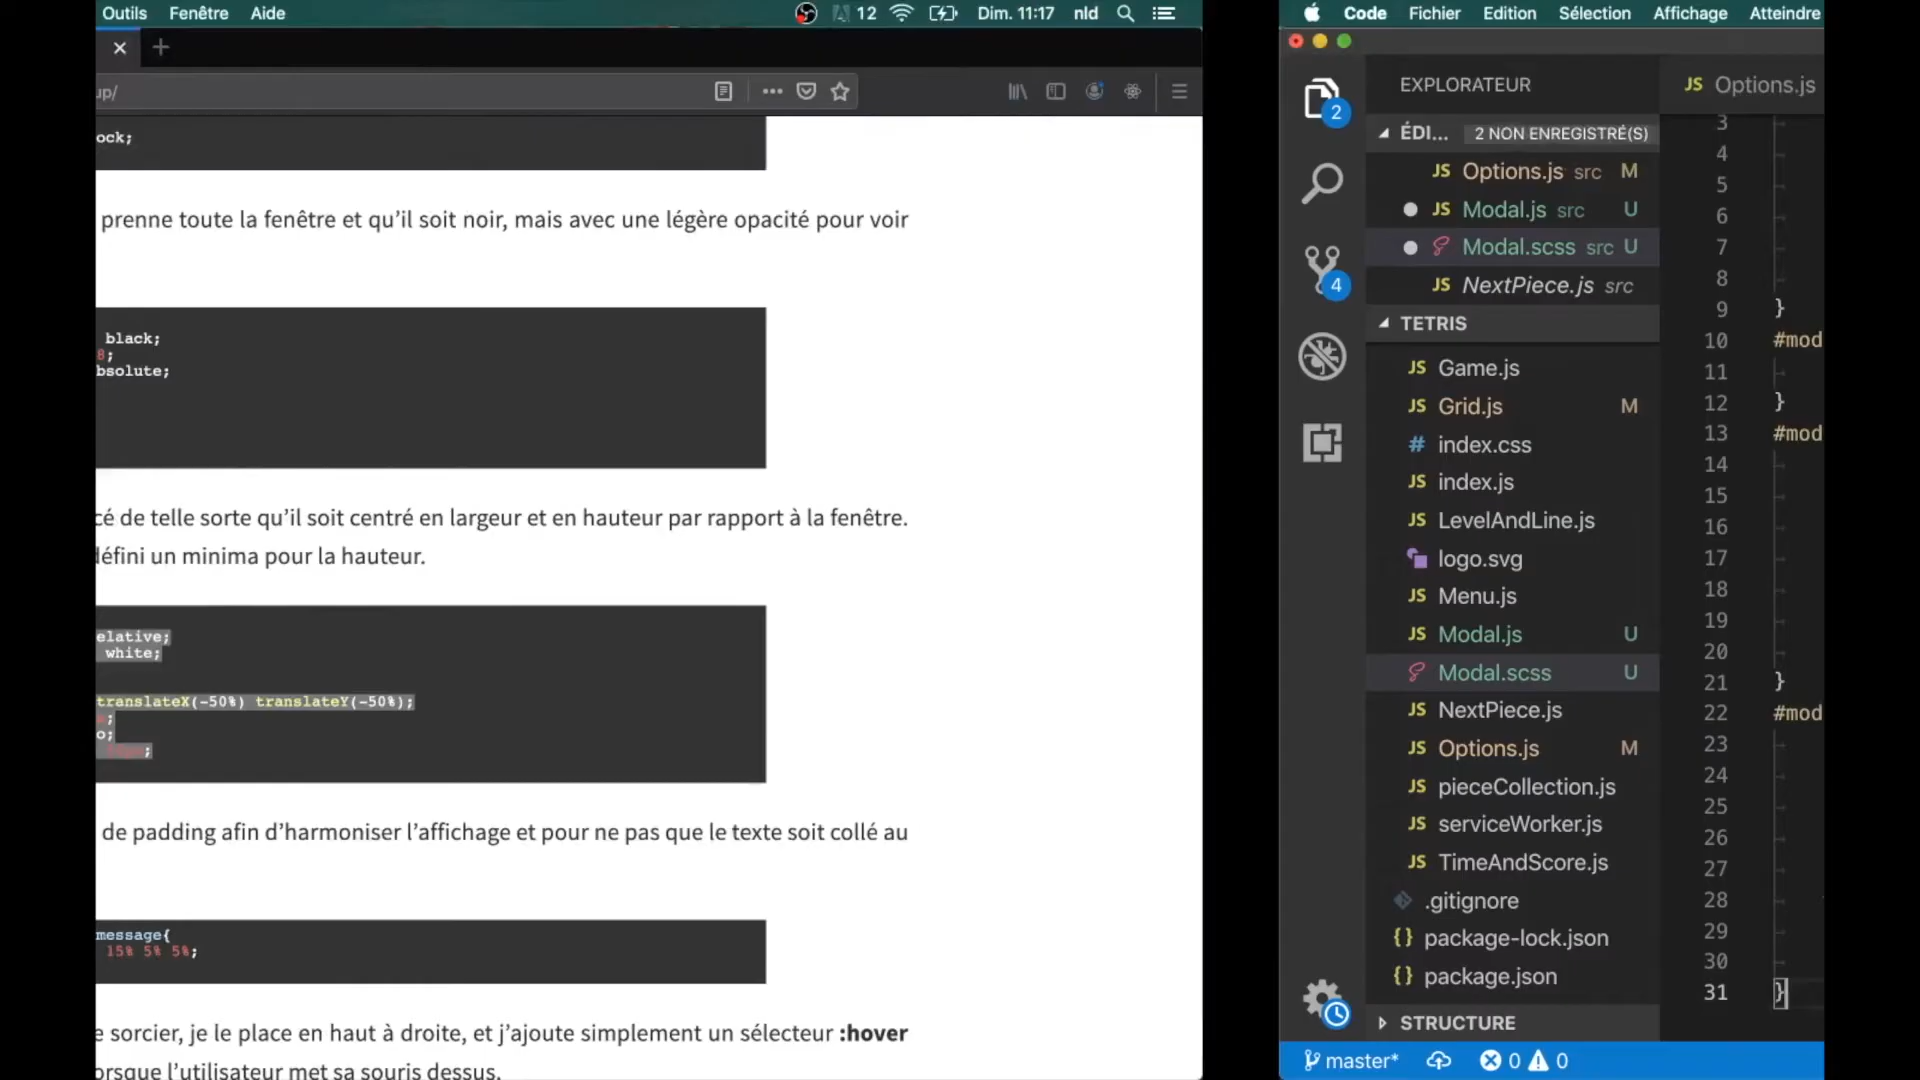 Outils Fenêtre Aide 12 Dim. 11:17 nld
up/
ock;
prenne toute la fenêtre et qu’il soit noir, mais avec une légère opacité pour voir
black;
8;
bsolute;
cé de telle sorte qu’il soit centré en largeur et en hauteur par rapport à la fenêtre.
défini un minima pour la hauteur.
elative;
white;
translateX(-50%) translateY(-50%);
;
o;
;
de padding afin d’harmoniser l’affichage et pour ne pas que le texte soit collé au
message{
15% 5% 5%;
e sorcier, je le place en haut à droite, et j’ajoute simplement un sélecteur :hover
orsque l’utilisateur met sa souris dessus.
Code Fichier Edition Sélection Affichage Atteindre
EXPLORATEUR
JS Options.js
2
ÉDI... 2 NON ENREGISTRÉ(S)
JS Options.js src M
JS Modal.js src U
Modal.scss src U
JS NextPiece.js src
4
TETRIS
JS Game.js
JS Grid.js M
# index.css
JS index.js
JS LevelAndLine.js
logo.svg
JS Menu.js
JS Modal.js U
Modal.scss U
JS NextPiece.js
JS Options.js M
JS pieceCollection.js
JS serviceWorker.js
JS TimeAndScore.js
.gitignore
{} package-lock.json
{} package.json
STRUCTURE
3
4
5
6
7
8
9 }
10 #mod
11
12 }
13 #mod
14
15
16
17
18
19
20
21 }
22 #mod
23
24
25
26
27
28
29
30
31 }
master* 0 0